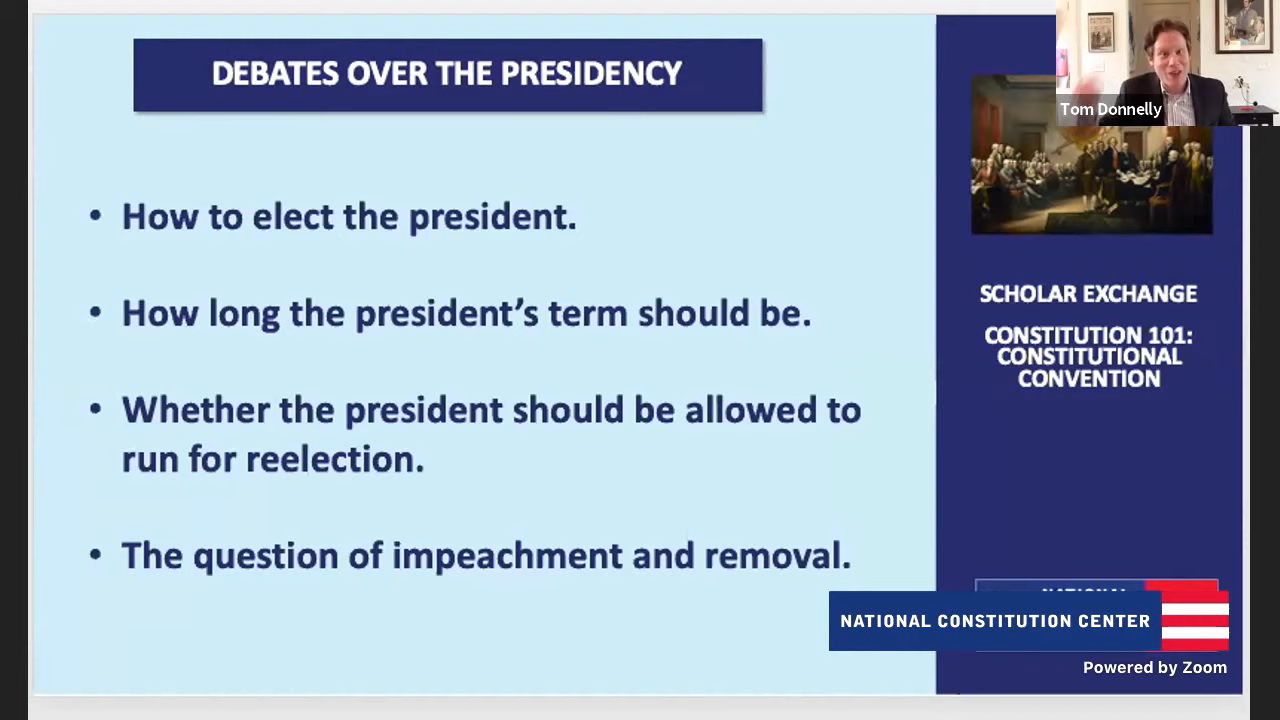 DEBATES OVER THE PRESIDENCY
• How to elect the president.
• How long the president’s term should be.
• Whether the president should be allowed to
run for reelection.
• The question of impeachment and removal.
Tom Donnelly
SCHOLAR EXCHANGE
CONSTITUTION 101:
CONSTITUTIONAL
CONVENTION
NATIONAL
NATIONAL CONSTITUTION CENTER
Powered by Zoom